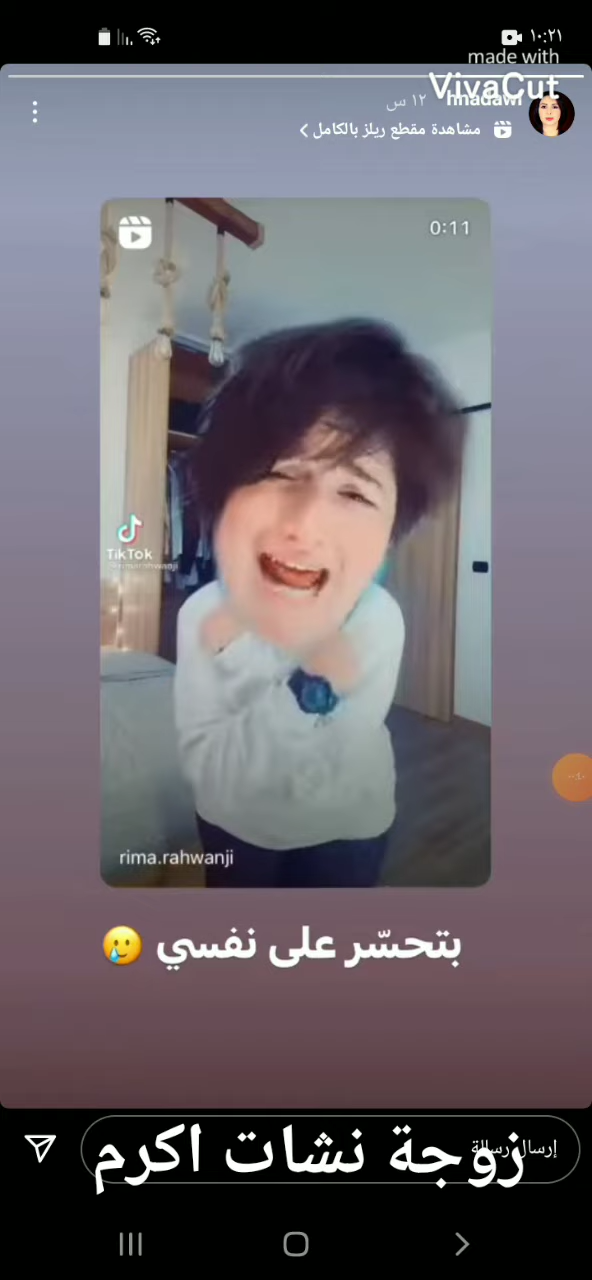 ١٠:٢١
made with
VivaCut
hnadawi ١٢ س
مشاهدة مقطع ريلز بالكامل
0:11
TikTok
rima.rahwanji
بتحسّر على نفسي 🥲
إرسال رسالة
زوجة نشات اكرم